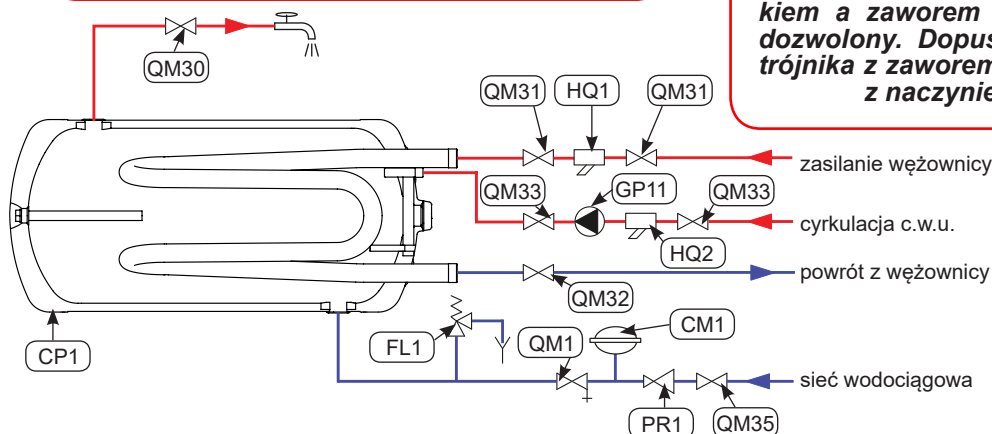 kiem a zaworem
dozwolony. Dopus
trójnika z zaworem
z naczynie
QM30
QM31
HQ1
QM31
zasilanie wężownicy
QM33
GP11
QM33
cyrkulacja c.w.u.
HQ2
powrót z wężownicy
QM32
CP1
FL1
QM1
CM1
sieć wodociągowa
PR1
QM35